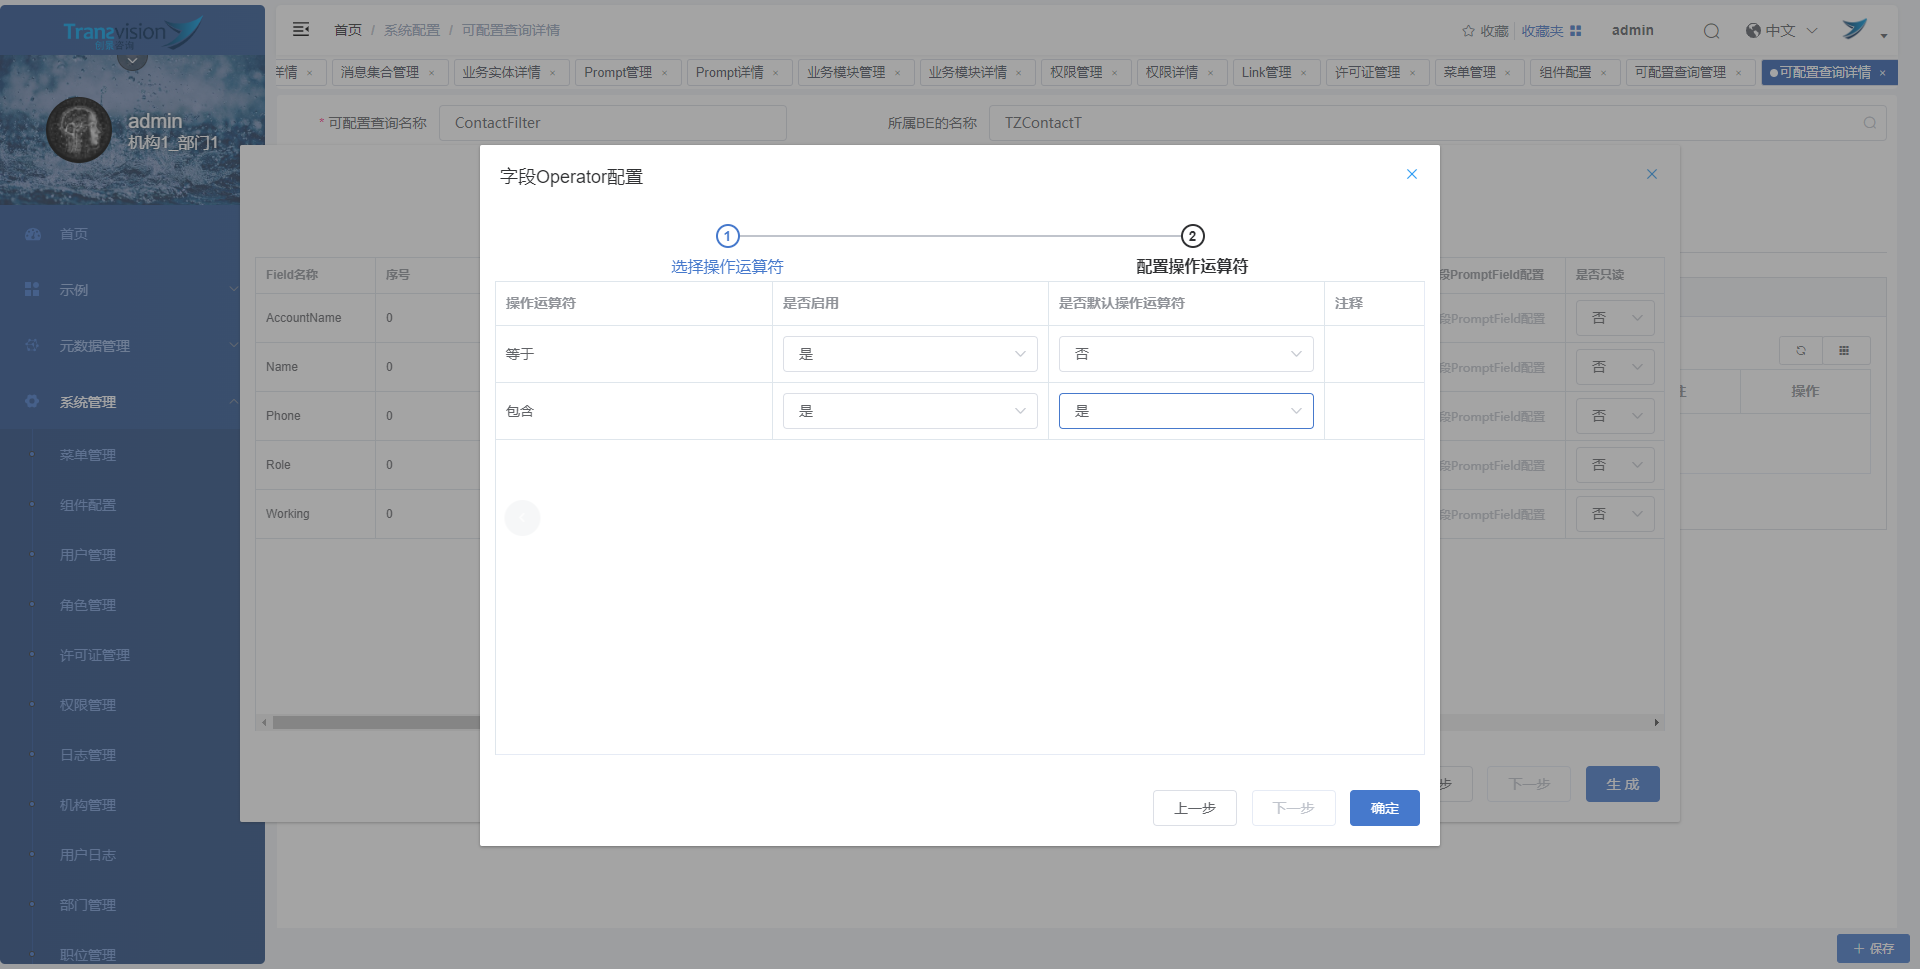 Tranzvision
创景咨询
首页 / 系统配置 / 可配置查询详情
收藏 收藏夹 admin 中文
详情 × 消息集合管理 × 业务实体详情 × Prompt管理 × Prompt详情 × 业务模块管理 × 业务模块详情 × 权限管理 × 权限详情 × Link管理 × 许可证管理 × 菜单管理 × 组件配置 × 可配置查询管理 × 可配置查询详情 ×
admin
机构1_部门1
* 可配置查询名称 ContactFilter 所属BE的名称 TZContactT
首页
示例
元数据管理
系统管理
菜单管理
组件配置
用户管理
角色管理
许可证管理
权限管理
日志管理
机构管理
用户日志
部门管理
职位管理
Field名称 序号
AccountName 0
Name 0
Phone 0
Role 0
Working 0
字段Operator配置
1 2
选择操作运算符 配置操作运算符
操作运算符 是否启用 是否默认操作运算符 注释
等于 是 否
包含 是 是
上一步 下一步 确定
段PromptField配置 是否只读
段PromptField配置 否
段PromptField配置 否
段PromptField配置 否
段PromptField配置 否
段PromptField配置 否
操作
步 下一步 生 成
+ 保存